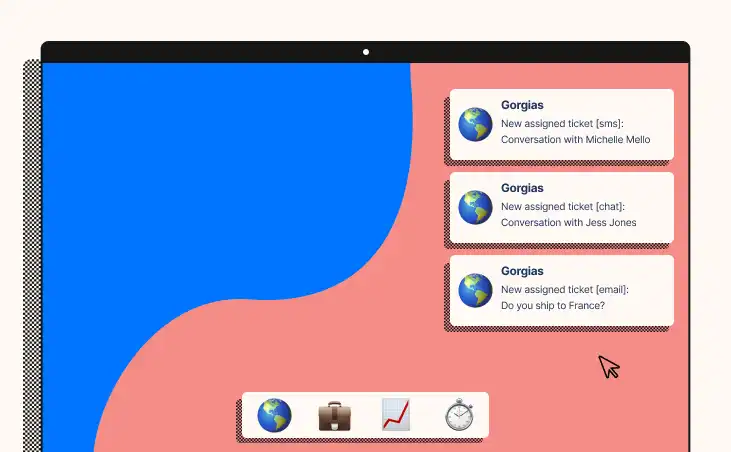 Gorgias
New assigned ticket [sms]:
Conversation with Michelle Mello
Gorgias
New assigned ticket [chat]:
Conversation with Jess Jones
Gorgias
New assigned ticket [email]:
Do you ship to France?